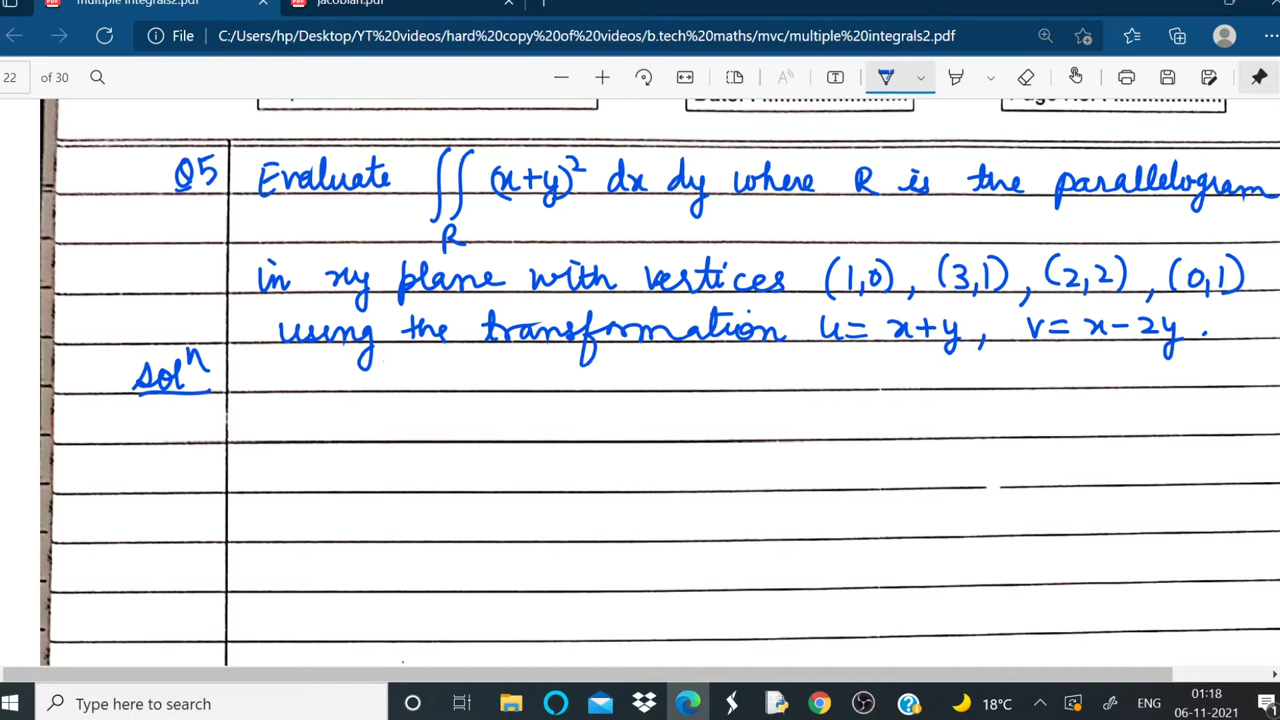 multiple integrals2.pdf
jacobian.pdf
File C:/Users/hp/Desktop/YT%20videos/hard%20copy%20of%20videos/b.tech%20maths/mvc/multiple%20integrals2.pdf
22 of 30
Q5 Evaluate ∬_R (x+y)² dx dy where R is the parallelogram
in xy plane with vertices (1,0), (3,1), (2,2), (0,1)
using the transformation u = x+y, v = x-2y.
Solⁿ
Type here to search
18°C ENG 01:18
06-11-2021